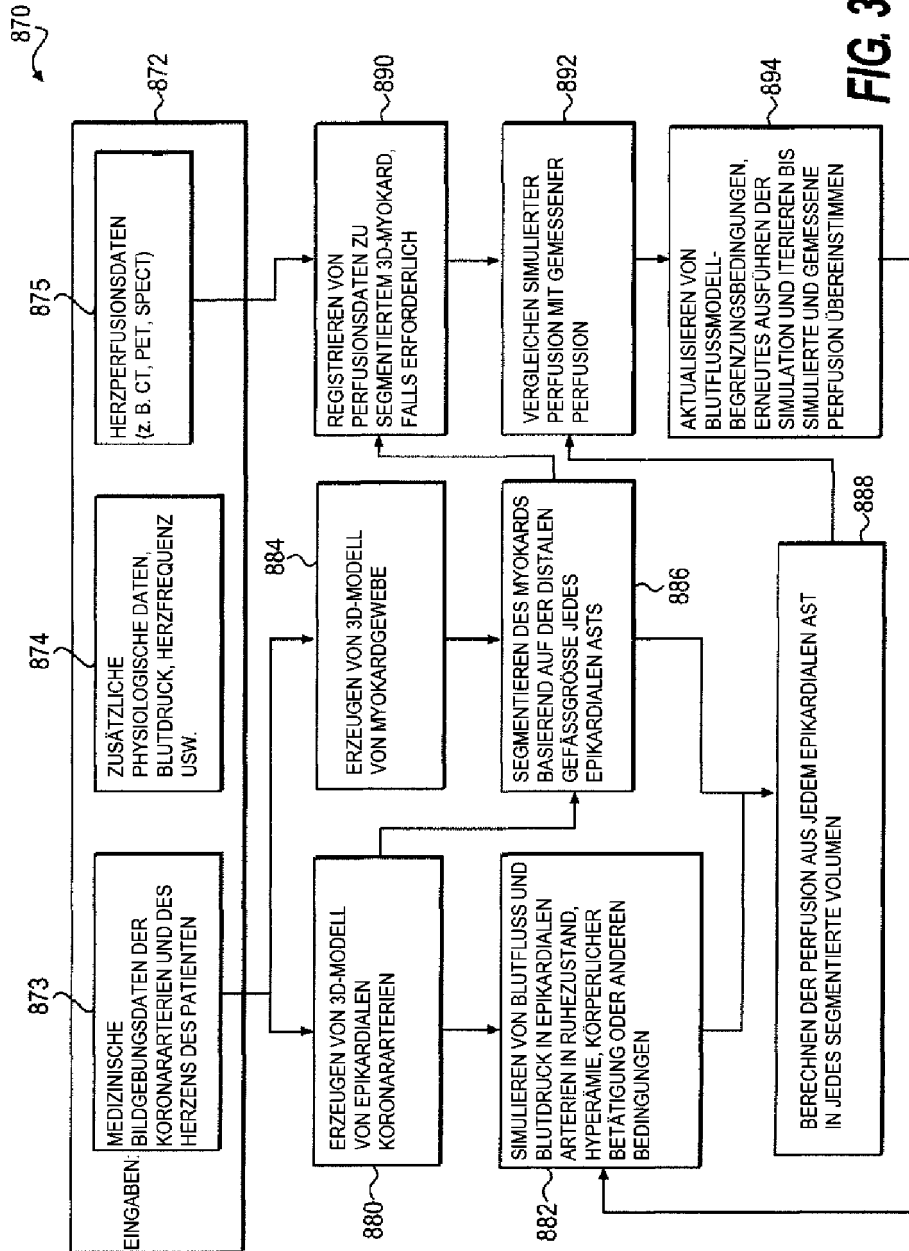 870
872
EINGABEN:
873
MEDIZINISCHE
BILDGEBUNGSDATEN DER
KORONARARTERIEN UND DES
HERZENS DES PATIENTEN
874
ZUSÄTZLICHE
PHYSIOLOGISCHE DATEN,
BLUTDRUCK, HERZFREQUENZ
USW.
875
HERZPERFUSIONSDATEN
(z. B. CT, PET, SPECT)
880
ERZEUGEN VON 3D-MODELL
VON EPIKARDIALEN
KORONARARTERIEN
884
ERZEUGEN VON 3D-MODELL
VON MYOKARDGEWEBE
890
REGISTRIEREN VON
PERFUSIONSDATEN ZU
SEGMENTIERTEM 3D-MYOKARD,
FALLS ERFORDERLICH
882
SIMULIEREN VON BLUTFLUSS UND
BLUTDRUCK IN EPIKARDIALEN
ARTERIEN IN RUHEZUSTAND,
HYPERÄMIE, KÖRPERLICHER
BETÄTIGUNG ODER ANDEREN
BEDINGUNGEN
886
SEGMENTIEREN DES MYOKARDS
BASIEREND AUF DER DISTALEN
GEFÄSSGRÖSSE JEDES
EPIKARDIALEN ASTS
892
VERGLEICHEN SIMULIERTER
PERFUSION MIT GEMESSENER
PERFUSION
888
BERECHNEN DER PERFUSION AUS JEDEM EPIKARDIALEN AST
IN JEDES SEGMENTIERTE VOLUMEN
894
AKTUALISIEREN VON
BLUTFLUSSMODELL-
BEGRENZUNGSBEDINGUNGEN,
ERNEUTES AUSFÜHREN DER
SIMULATION UND ITERIEREN BIS
SIMULIERTE UND GEMESSENE
PERFUSION ÜBEREINSTIMMEN
FIG. 3